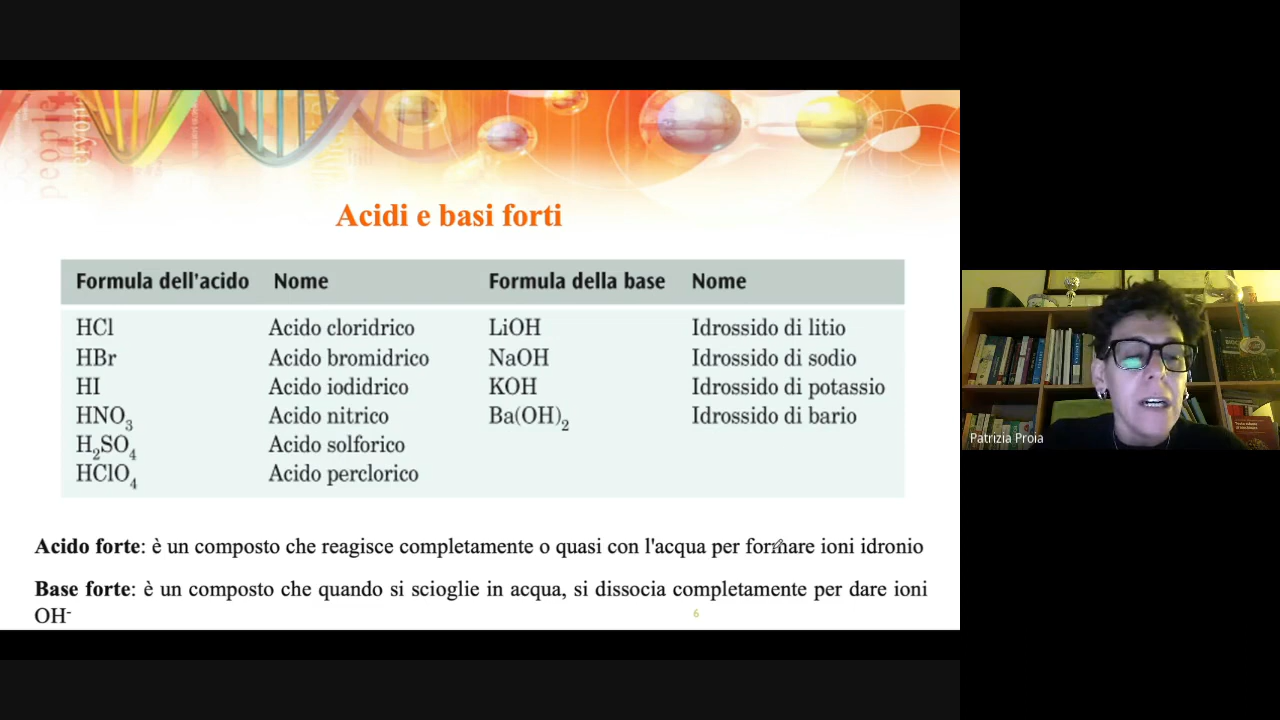 people
eryon
Acidi e basi forti
Formula dell'acido Nome Formula della base Nome
HCl Acido cloridrico LiOH Idrossido di litio
HBr Acido bromidrico NaOH Idrossido di sodio
HI Acido iodidrico KOH Idrossido di potassio
HNO₃ Acido nitrico Ba(OH)₂ Idrossido di bario
H₂SO₄ Acido solforico
HClO₄ Acido perclorico
Acido forte: è un composto che reagisce completamente o quasi con l'acqua per formare ioni idronio
Base forte: è un composto che quando si scioglie in acqua, si dissocia completamente per dare ioni
OH⁻
6
Patrizia Proia